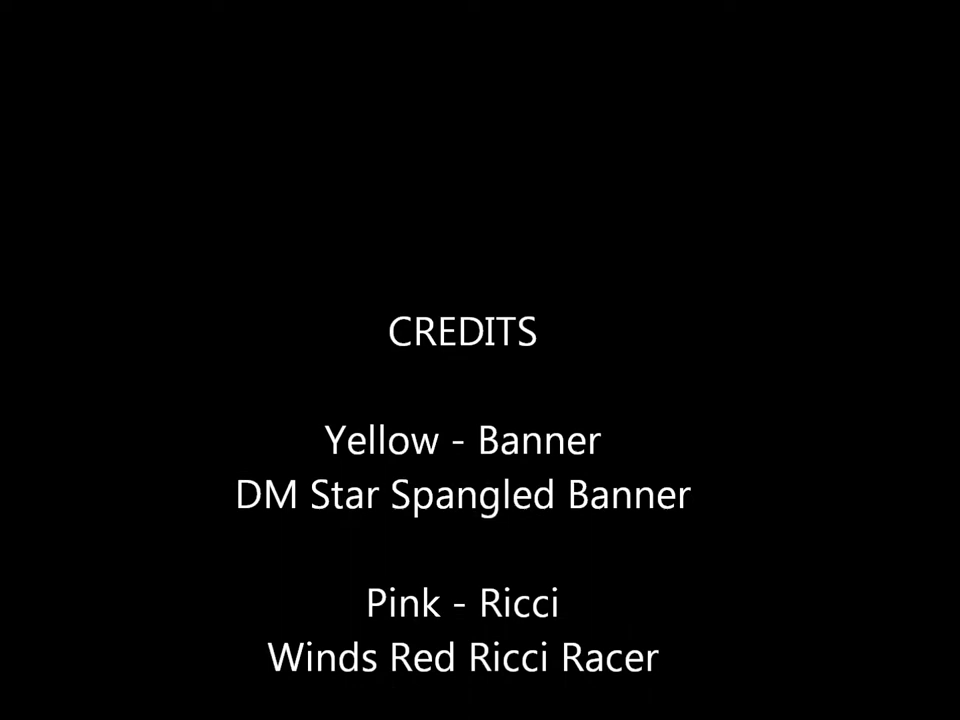 CREDITS
Yellow - Banner
DM Star Spangled Banner
Pink - Ricci
Winds Red Ricci Racer